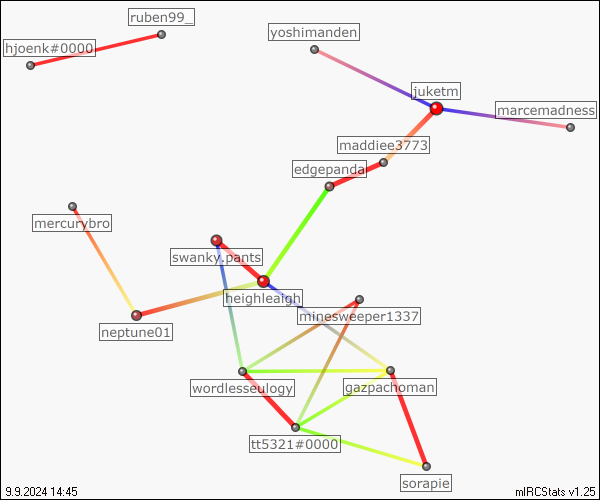 ruben99_
hjoenk#0000
yoshimanden
juketm
marcemadness
maddiee3773
edgepanda
mercurybro
swanky.pants
heighleaigh
minesweeper1337
neptune01
wordlesseulogy
gazpachoman
tt5321#0000
sorapie
9.9.2024 14:45
mIRCStats v1.25